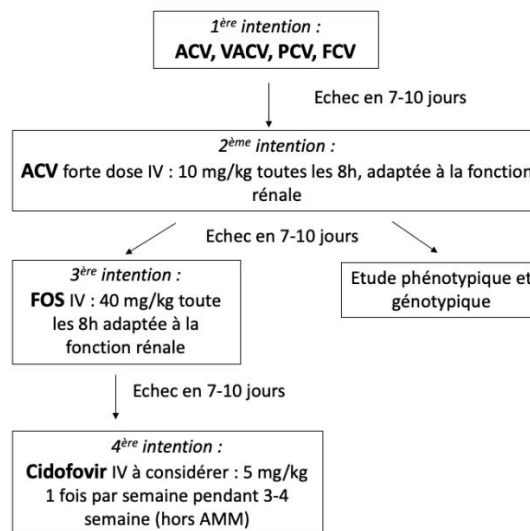 1ère intention :
ACV, VACV, PCV, FCV
Echec en 7-10 jours
2ème intention :
ACV forte dose IV : 10 mg/kg toutes les 8h, adaptée à la fonction
rénale
Echec en 7-10 jours
3ère intention :
FOS IV : 40 mg/kg toute
les 8h adaptée à la
fonction rénale
Etude phénotypique et
génotypique
Echec en 7-10 jours
4ère intention :
Cidofovir IV à considérer : 5 mg/kg
1 fois par semaine pendant 3-4
semaine (hors AMM)